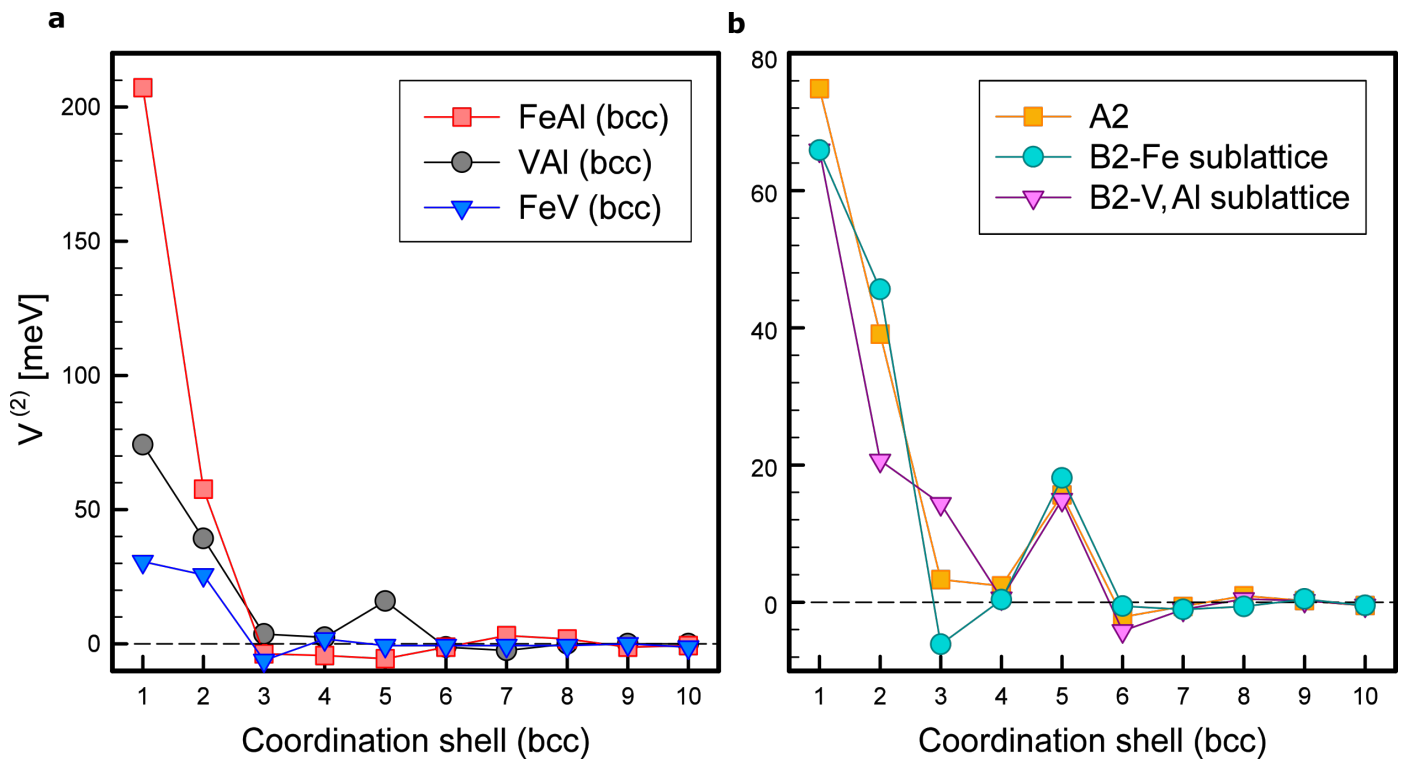 a
V(2) [meV]
200
150
100
50
0
FeAl (bcc)
VAl (bcc)
FeV (bcc)
1 2 3 4 5 6 7 8 9 10
Coordination shell (bcc)
b
80
60
40
20
0
A2
B2-Fe sublattice
B2-V, Al sublattice
1 2 3 4 5 6 7 8 9 10
Coordination shell (bcc)